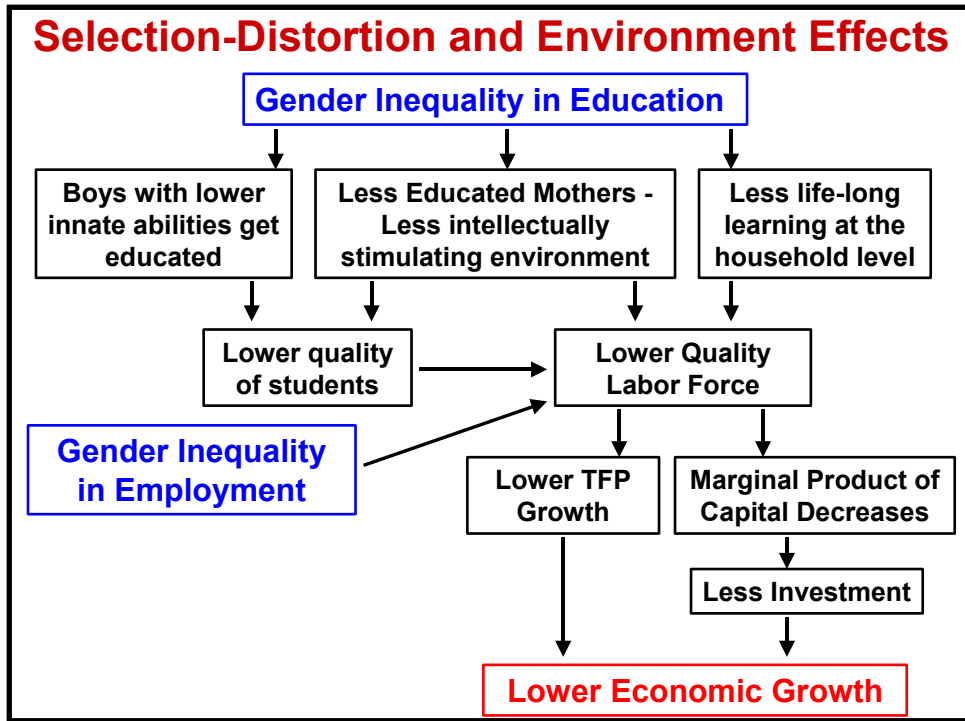 Selection-Distortion and Environment Effects
Gender Inequality in Education
Boys with lower
innate abilities get
educated
Less Educated Mothers -
Less intellectually
stimulating environment
Less life-long
learning at the
household level
Lower quality
of students
Lower Quality
Labor Force
Gender Inequality
in Employment
Lower TFP
Growth
Marginal Product of
Capital Decreases
Less Investment
Lower Economic Growth